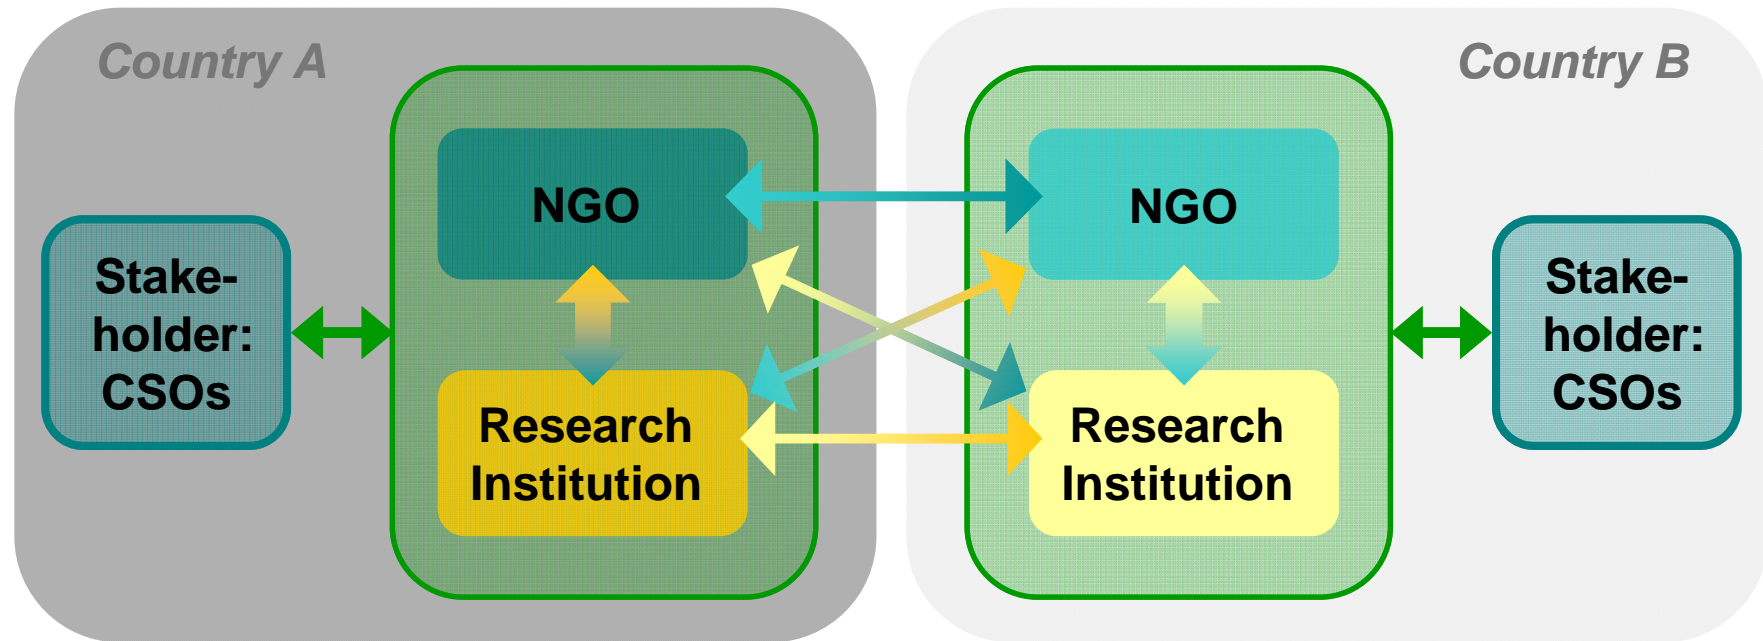 Country A
Country B
NGO
NGO
Stake-
holder:
CSOs
Stake-
holder:
CSOs
Research
Institution
Research
Institution